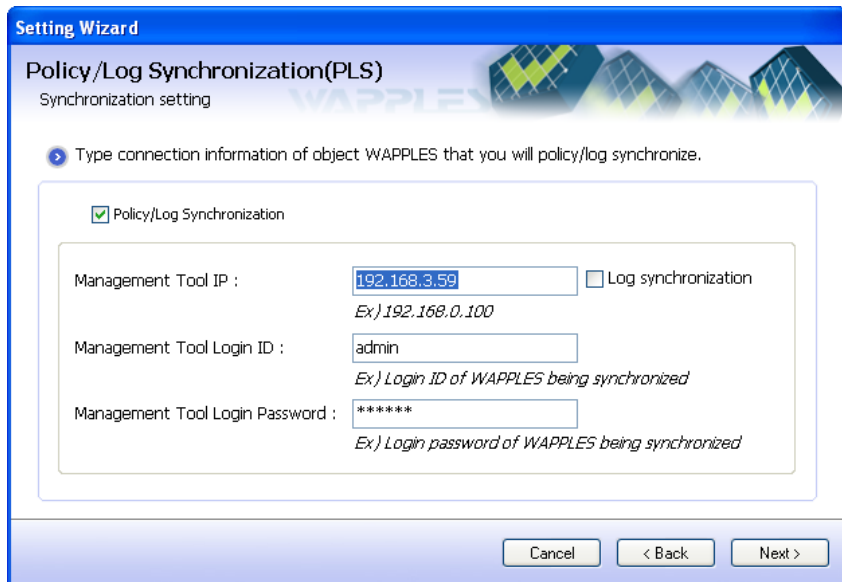 Setting Wizard
Policy/Log Synchronization(PLS)
Synchronization setting
WAPPLES
Type connection information of object WAPPLES that you will policy/log synchronize.
Policy/Log Synchronization
Management Tool IP : 192.168.3.59 Log synchronization
Ex) 192.168.0.100
Management Tool Login ID : admin
Ex) Login ID of WAPPLES being synchronized
Management Tool Login Password : ******
Ex) Login password of WAPPLES being synchronized
Cancel < Back Next >